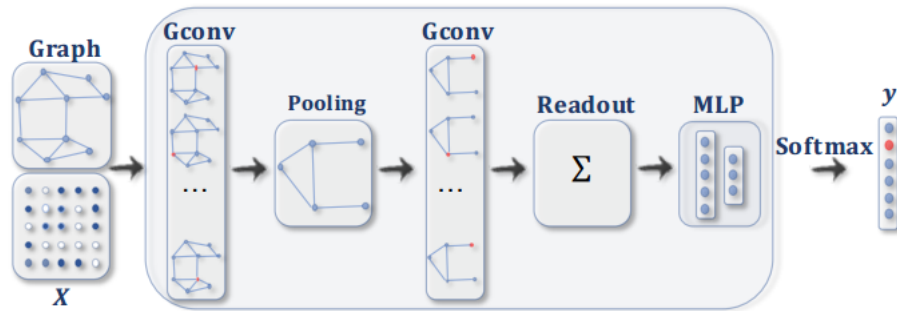 Graph
X
Gconv
...
Pooling
Gconv
...
Readout
Σ
MLP
Softmax
y